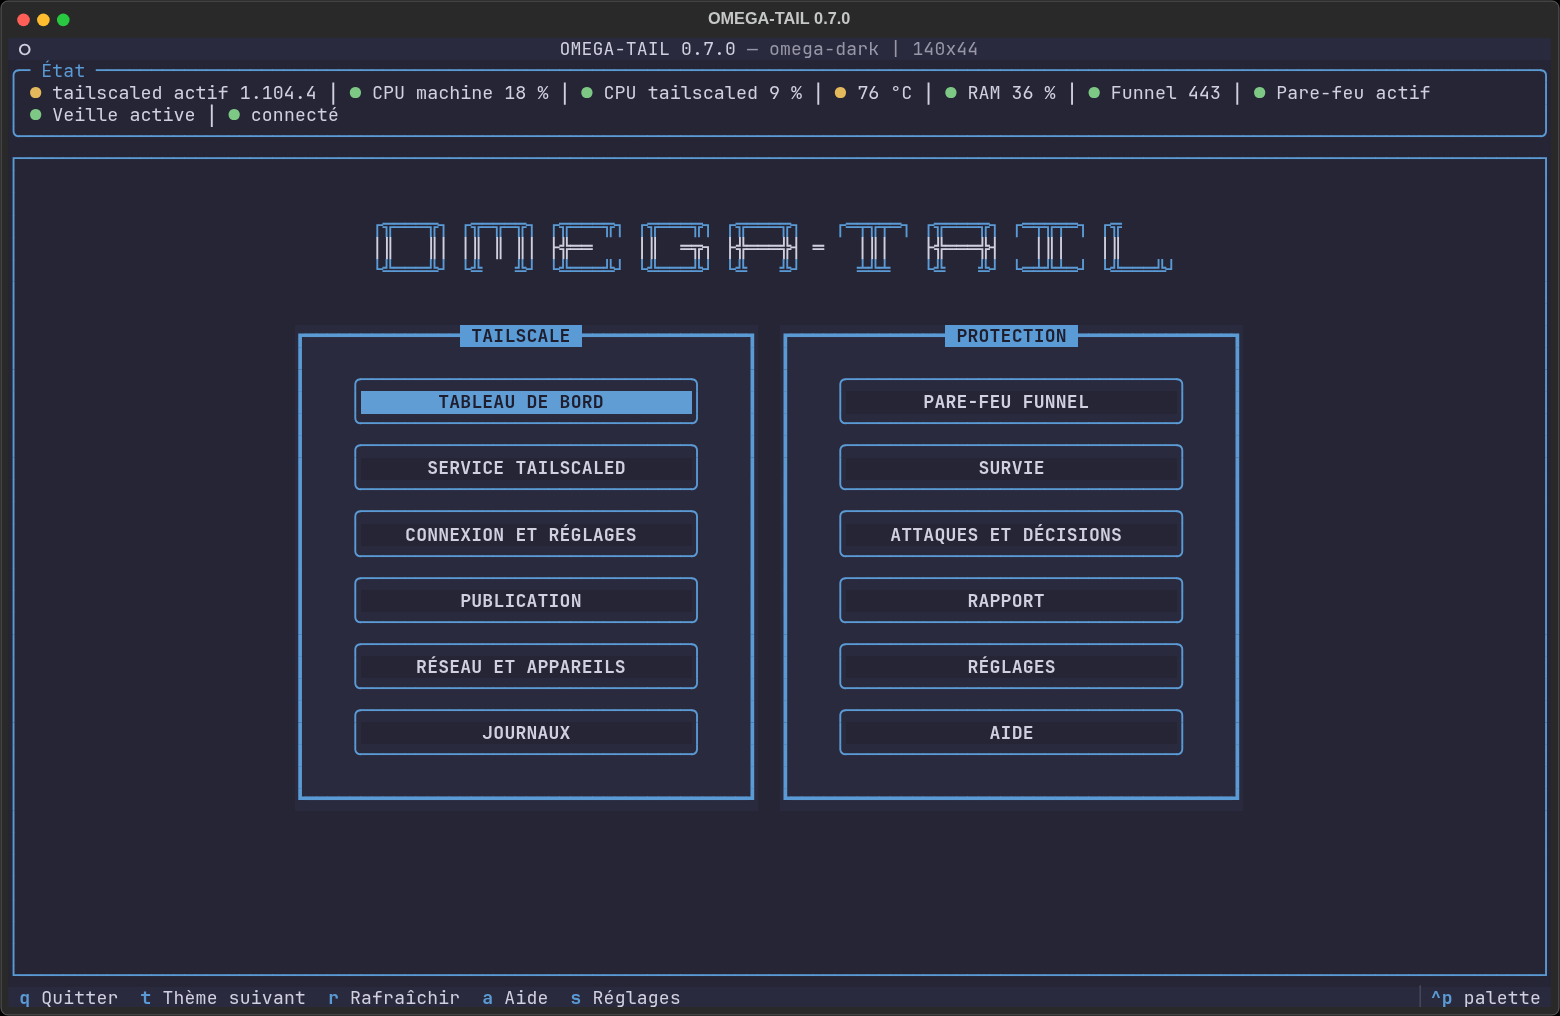 OMEGA-TAIL 0.7.0
OMEGA-TAIL 0.7.0 — omega-dark | 140x44
État
tailscaled actif 1.104.4 │ CPU machine 18 % │ CPU tailscaled 9 % │ 76 °C │ RAM 36 % │ Funnel 443 │ Pare-feu actif
Veille active │ connecté
OMEGA-TAIL
TAILSCALE
TABLEAU DE BORD
SERVICE TAILSCALED
CONNEXION ET RÉGLAGES
PUBLICATION
RÉSEAU ET APPAREILS
JOURNAUX
PROTECTION
PARE-FEU FUNNEL
SURVIE
ATTAQUES ET DÉCISIONS
RAPPORT
RÉGLAGES
AIDE
q Quitter t Thème suivant r Rafraîchir a Aide s Réglages ^p palette